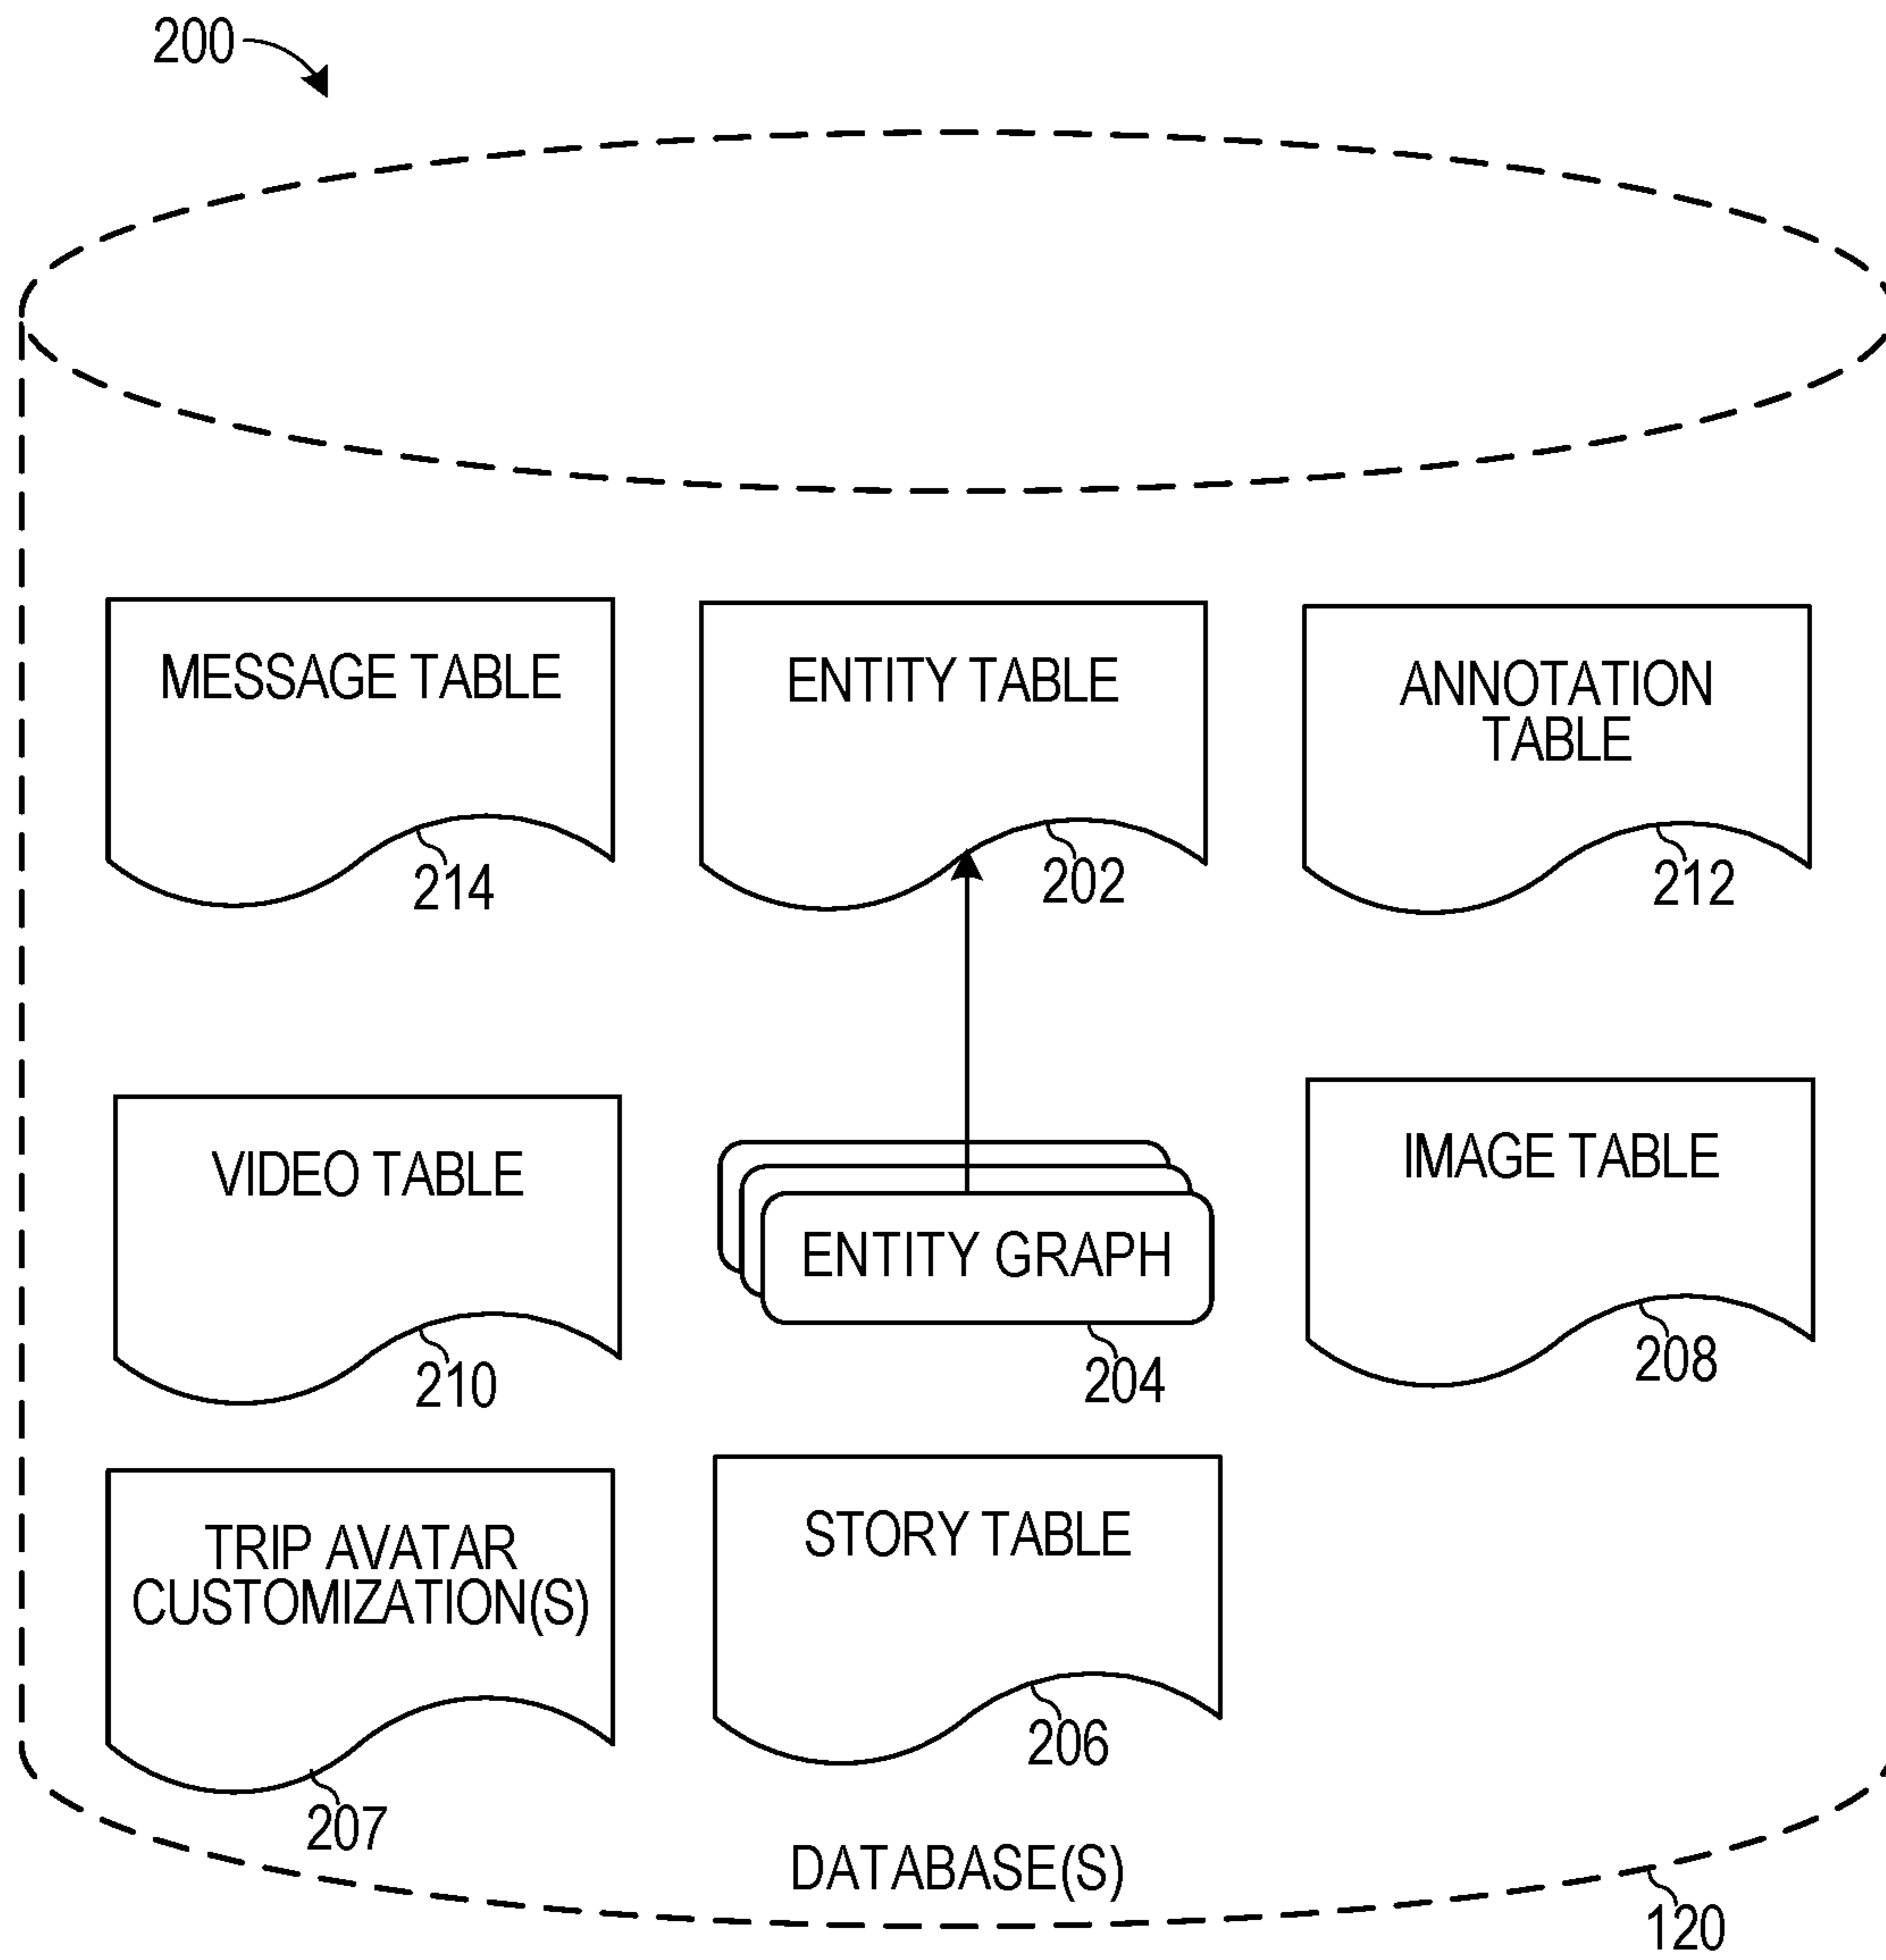 200
MESSAGE TABLE
214
ENTITY TABLE
202
ANNOTATION
TABLE
212
VIDEO TABLE
210
ENTITY GRAPH
204
IMAGE TABLE
208
TRIP AVATAR
CUSTOMIZATION(S)
207
STORY TABLE
206
DATABASE(S)
120